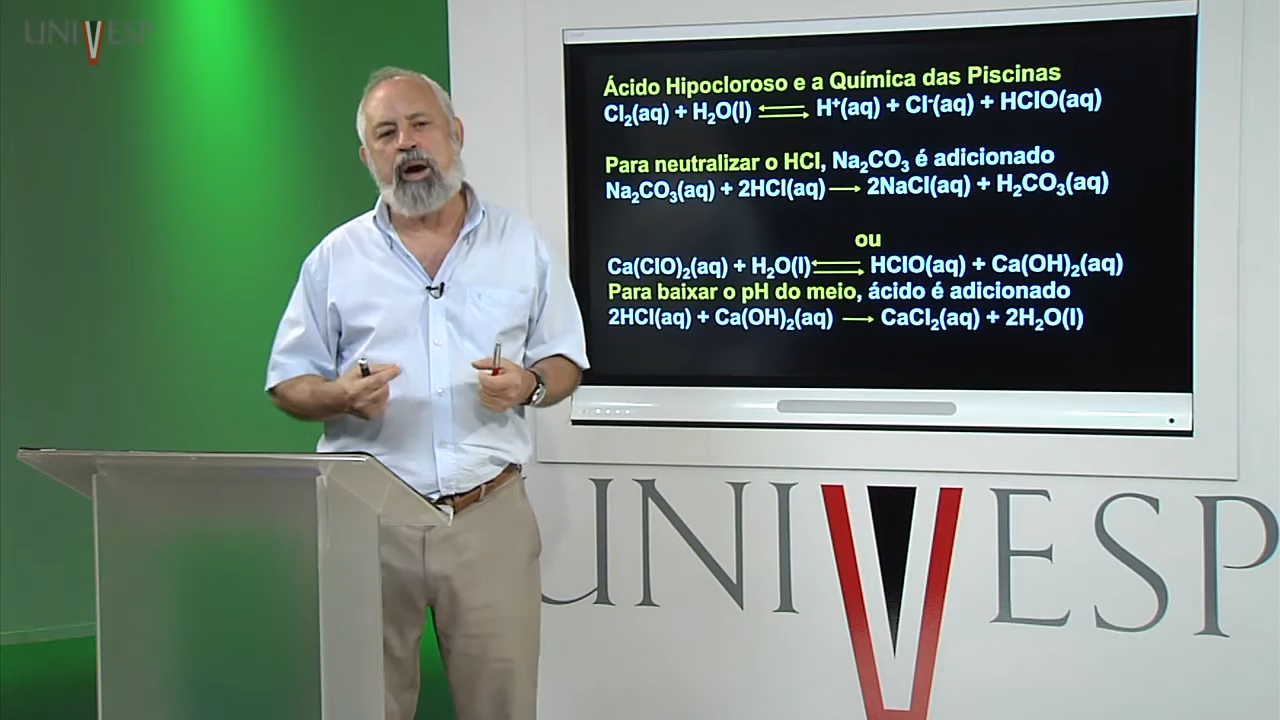 UNIVESP
Ácido Hipocloroso e a Química das Piscinas
Cl₂(aq) + H₂O(l) ⇌ H⁺(aq) + Cl⁻(aq) + HClO(aq)
Para neutralizar o HCl, Na₂CO₃ é adicionado
Na₂CO₃(aq) + 2HCl(aq) → 2NaCl(aq) + H₂CO₃(aq)
ou
Ca(ClO)₂(aq) + H₂O(l) ⇌ HClO(aq) + Ca(OH)₂(aq)
Para baixar o pH do meio, ácido é adicionado
2HCl(aq) + Ca(OH)₂(aq) → CaCl₂(aq) + 2H₂O(l)
UNIVESP